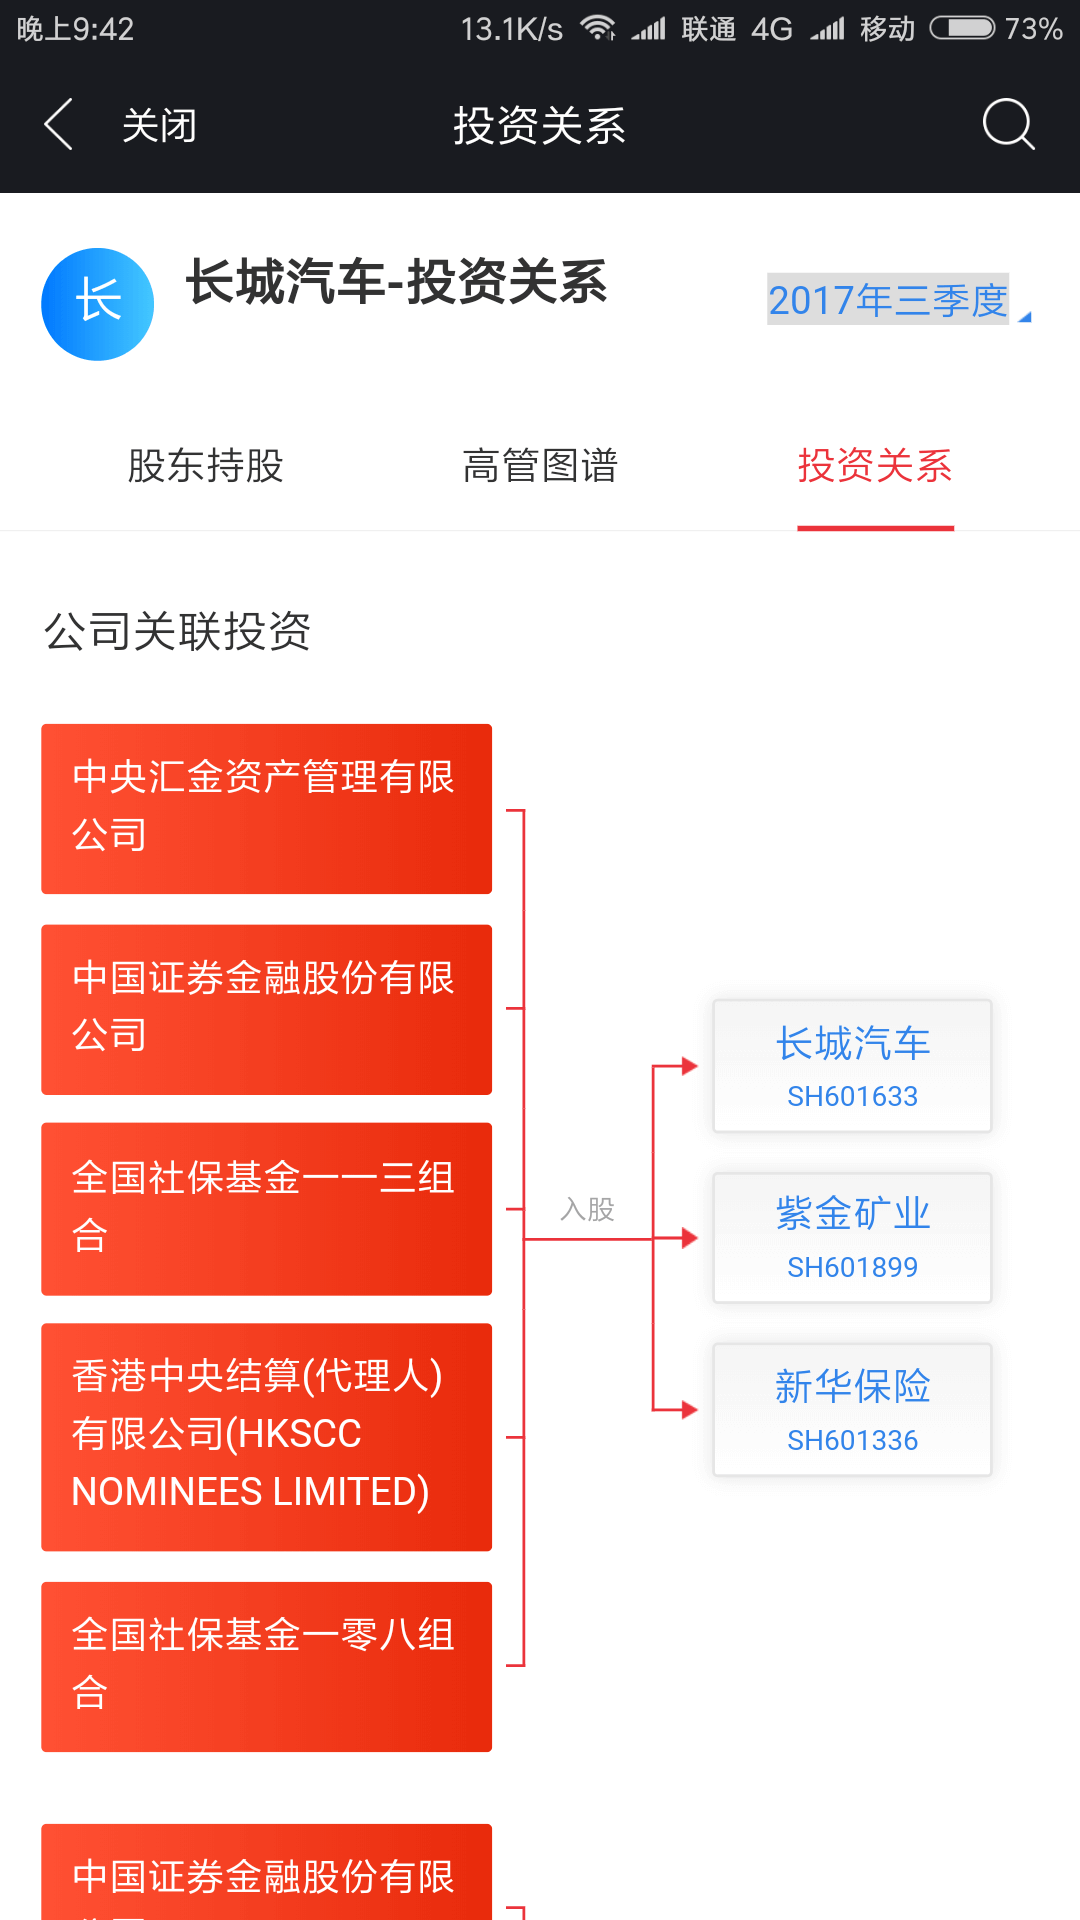 晚上9:42
13.1K/s 联通 4G 移动 73%
关闭
投资关系
长
长城汽车-投资关系
2017年三季度
股东持股
高管图谱
投资关系
公司关联投资
中央汇金资产管理有限
公司
中国证券金融股份有限
公司
全国社保基金一一三组
合
香港中央结算(代理人)
有限公司(HKSCC
NOMINEES LIMITED)
全国社保基金一零八组
合
入股
长城汽车
SH601633
紫金矿业
SH601899
新华保险
SH601336
中国证券金融股份有限